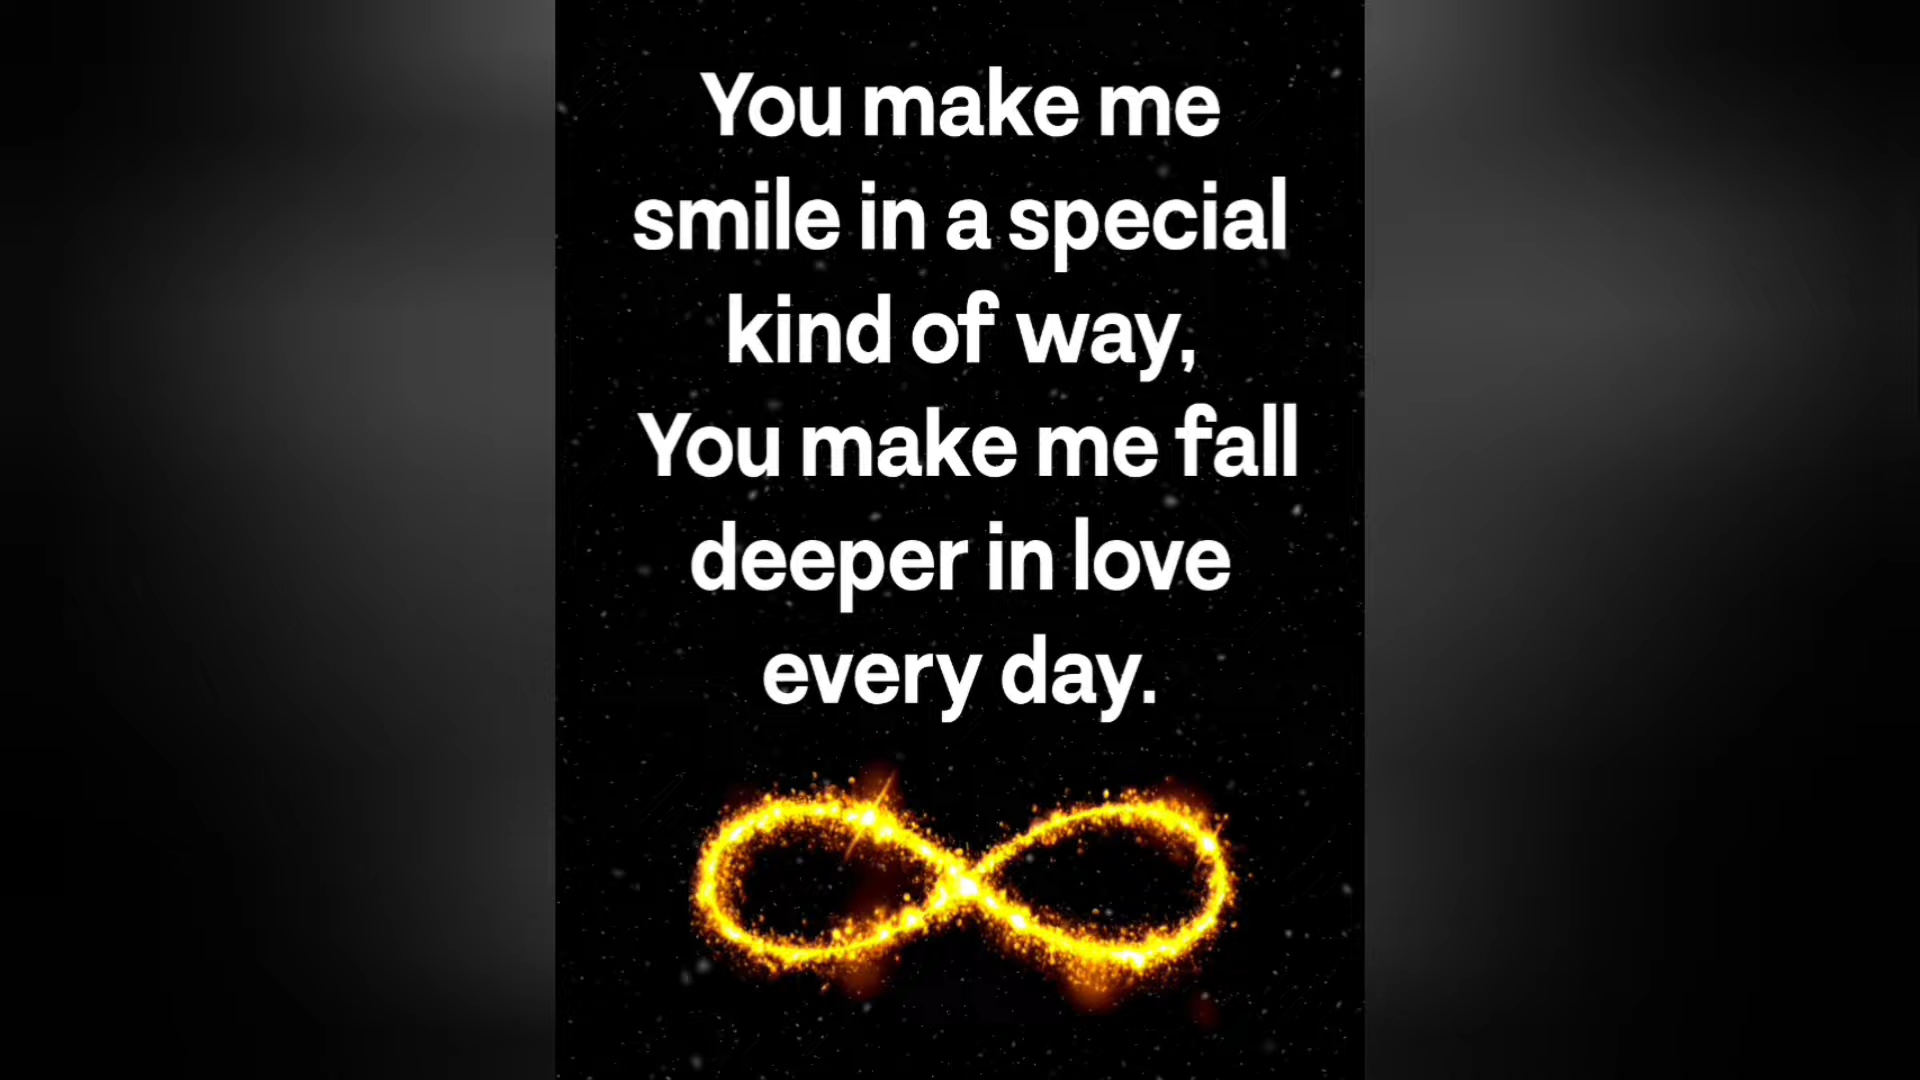 You make me
smile in a special
kind of way,
You make me fall
deeper in love
every day.